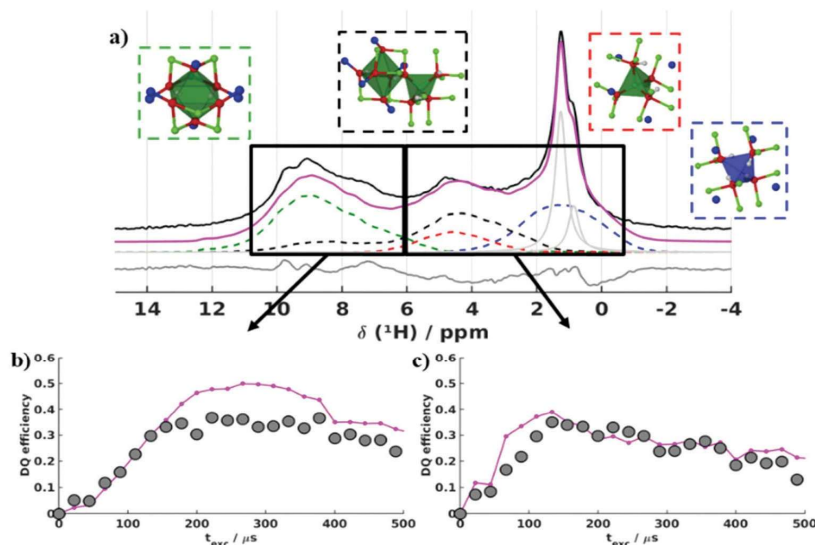 a)
14 12 10 8 6 4 2 0 -2 -4
δ (¹H) / ppm
b)
c)
0.6
0.5
0.4
0.3
0.2
0.1
0
DQ efficiency
0 100 200 300 400 500
t_exc / μs
0.6
0.5
0.4
0.3
0.2
0.1
0
DQ efficiency
0 100 200 300 400 500
t_exc / μs